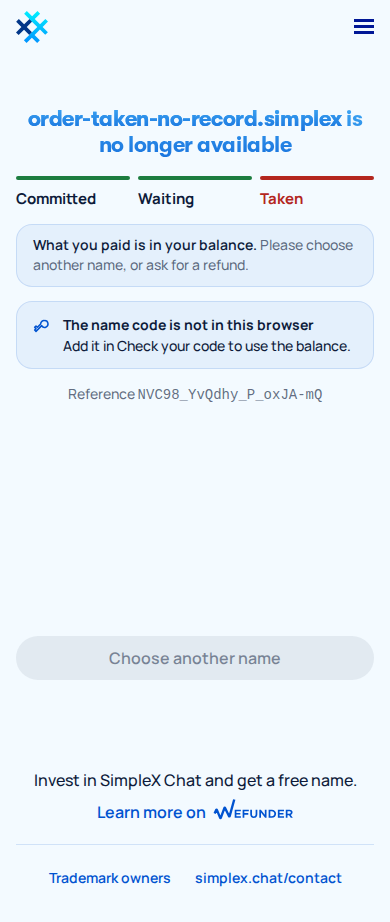 order-taken-no-record.simplex is
no longer available
Committed
Waiting
Taken
What you paid is in your balance. Please choose
another name, or ask for a refund.
The name code is not in this browser
Add it in Check your code to use the balance.
Reference NVC98_YvQdhy_P_oxJA-mQ
Choose another name
Invest in SimpleX Chat and get a free name.
Learn more on WEFUNDER
Trademark owners
simplex.chat/contact